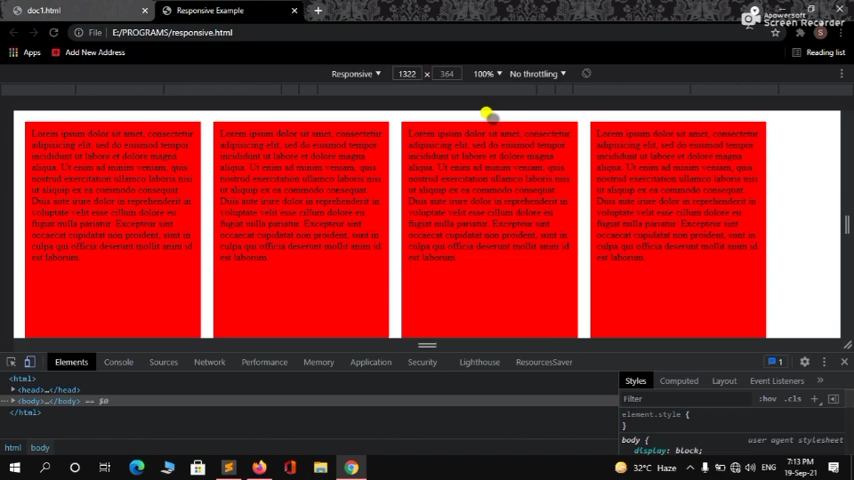 doc1.html
Responsive Example
Apowersoft
Screen Recorder
File E:/PROGRAMS/responsive.html
S
Apps
Add New Address
Reading list
Responsive ▼ 1322 × 364 100% ▼ No throttling ▼
Lorem ipsum dolor sit amet, consectetur
adipisicing elit, sed do eiusmod tempor
incididunt ut labore et dolore magna
aliqua. Ut enim ad minim veniam, quis
nostrud exercitation ullamco laboris nisi
ut aliquip ex ea commodo consequat.
Duis aute irure dolor in reprehenderit in
voluptate velit esse cillum dolore eu
fugiat nulla pariatur. Excepteur sint
occaecat cupidatat non proident, sunt in
culpa qui officia deserunt mollit anim id
est laborum.
Lorem ipsum dolor sit amet, consectetur
adipisicing elit, sed do eiusmod tempor
incididunt ut labore et dolore magna
aliqua. Ut enim ad minim veniam, quis
nostrud exercitation ullamco laboris nisi
ut aliquip ex ea commodo consequat.
Duis aute irure dolor in reprehenderit in
voluptate velit esse cillum dolore eu
fugiat nulla pariatur. Excepteur sint
occaecat cupidatat non proident, sunt in
culpa qui officia deserunt mollit anim id
est laborum.
Lorem ipsum dolor sit amet, consectetur
adipisicing elit, sed do eiusmod tempor
incididunt ut labore et dolore magna
aliqua. Ut enim ad minim veniam, quis
nostrud exercitation ullamco laboris nisi
ut aliquip ex ea commodo consequat.
Duis aute irure dolor in reprehenderit in
voluptate velit esse cillum dolore eu
fugiat nulla pariatur. Excepteur sint
occaecat cupidatat non proident, sunt in
culpa qui officia deserunt mollit anim id
est laborum.
Lorem ipsum dolor sit amet, consectetur
adipisicing elit, sed do eiusmod tempor
incididunt ut labore et dolore magna
aliqua. Ut enim ad minim veniam, quis
nostrud exercitation ullamco laboris nisi
ut aliquip ex ea commodo consequat.
Duis aute irure dolor in reprehenderit in
voluptate velit esse cillum dolore eu
fugiat nulla pariatur. Excepteur sint
occaecat cupidatat non proident, sunt in
culpa qui officia deserunt mollit anim id
est laborum.
Elements Console Sources Network Performance Memory Application Security Lighthouse ResourcesSaver 1
<html>
<head>…</head>
<body>…</body> == $0
</html>
html body
Styles Computed Layout Event Listeners »
Filter :hov .cls +
element.style {
}
body { user agent stylesheet
display: block;
32°C Haze ENG 7:13 PM
19-Sep-21